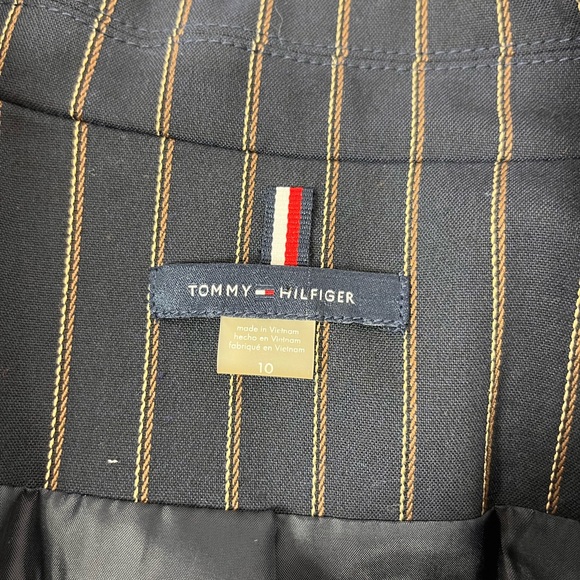 TOMMY HILFIGER
made in Vietnam
hecho en Vietnam
fabriqué en Vietnam
10